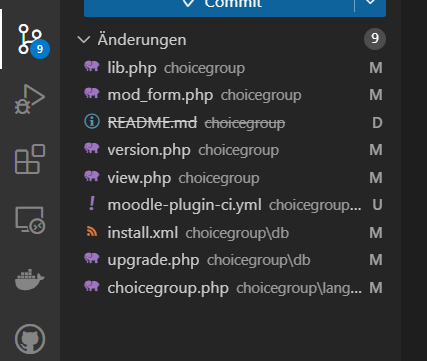 Commit
Änderungen 9
lib.php choicegroup M
mod_form.php choicegroup M
README.md choicegroup D
version.php choicegroup M
view.php choicegroup M
moodle-plugin-ci.yml choicegroup... U
install.xml choicegroup\db M
upgrade.php choicegroup\db M
choicegroup.php choicegroup\lang... M
9